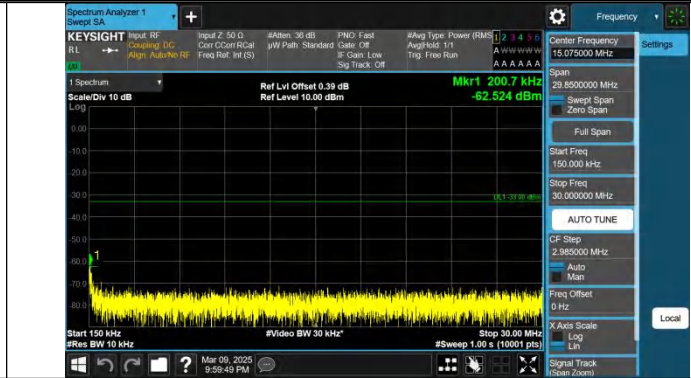 Spectrum Analyzer 1
Swept SA
+
Frequency
KEYSIGHT
RL
Input: RF
Coupling: DC
Align: Auto/No RF
Input Z: 50 Ω
Corr CCorr RCal
Freq Ref: Int (S)
#Atten: 36 dB
µW Path: Standard
PNO: Fast
Gate: Off
IF Gain: Low
Sig Track: Off
#Avg Type: Power (RMS
Avg|Hold: 1/1
Trig: Free Run
1 2 3 4 5 6
A W W W W W
A A A A A A
1 Spectrum
Scale/Div 10 dB
Ref Lvl Offset 0.39 dB
Ref Level 10.00 dBm
Mkr1 200.7 kHz
-62.524 dBm
Log
0.00
-10.0
-20.0
-30.0
DL1 -33.00 dBm
-40.0
-50.0
-60.0
1
-70.0
-80.0
Start 150 kHz
#Res BW 10 kHz
#Video BW 30 kHz*
Stop 30.00 MHz
#Sweep 1.00 s (10001 pts)
Center Frequency
15.075000 MHz
Settings
Span
29.8500000 MHz
Swept Span
Zero Span
Full Span
Start Freq
150.000 kHz
Stop Freq
30.000000 MHz
AUTO TUNE
CF Step
2.985000 MHz
Auto
Man
Freq Offset
0 Hz
X Axis Scale
Log
Lin
Local
Signal Track
(Span Zoom)
?
Mar 09, 2025
9:59:49 PM